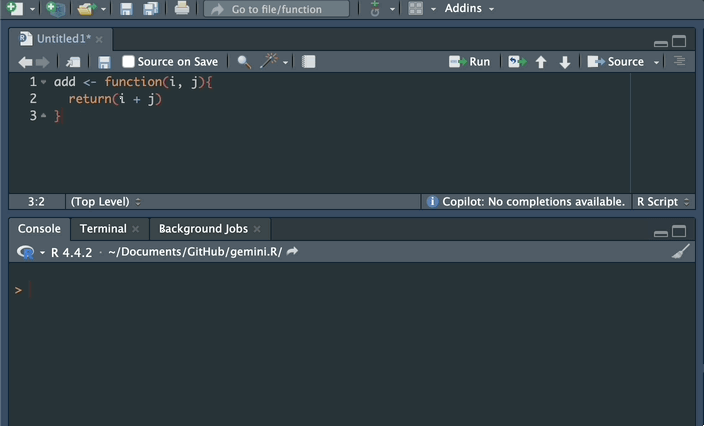 Go to file/function
Addins
Untitled1*
Source on Save
Run
Source
1 add <- function(i, j){
2 return(i + j)
3 }
3:2
(Top Level)
Copilot: No completions available.
R Script
Console
Terminal
Background Jobs
R 4.4.2 · ~/Documents/GitHub/gemini.R/
>